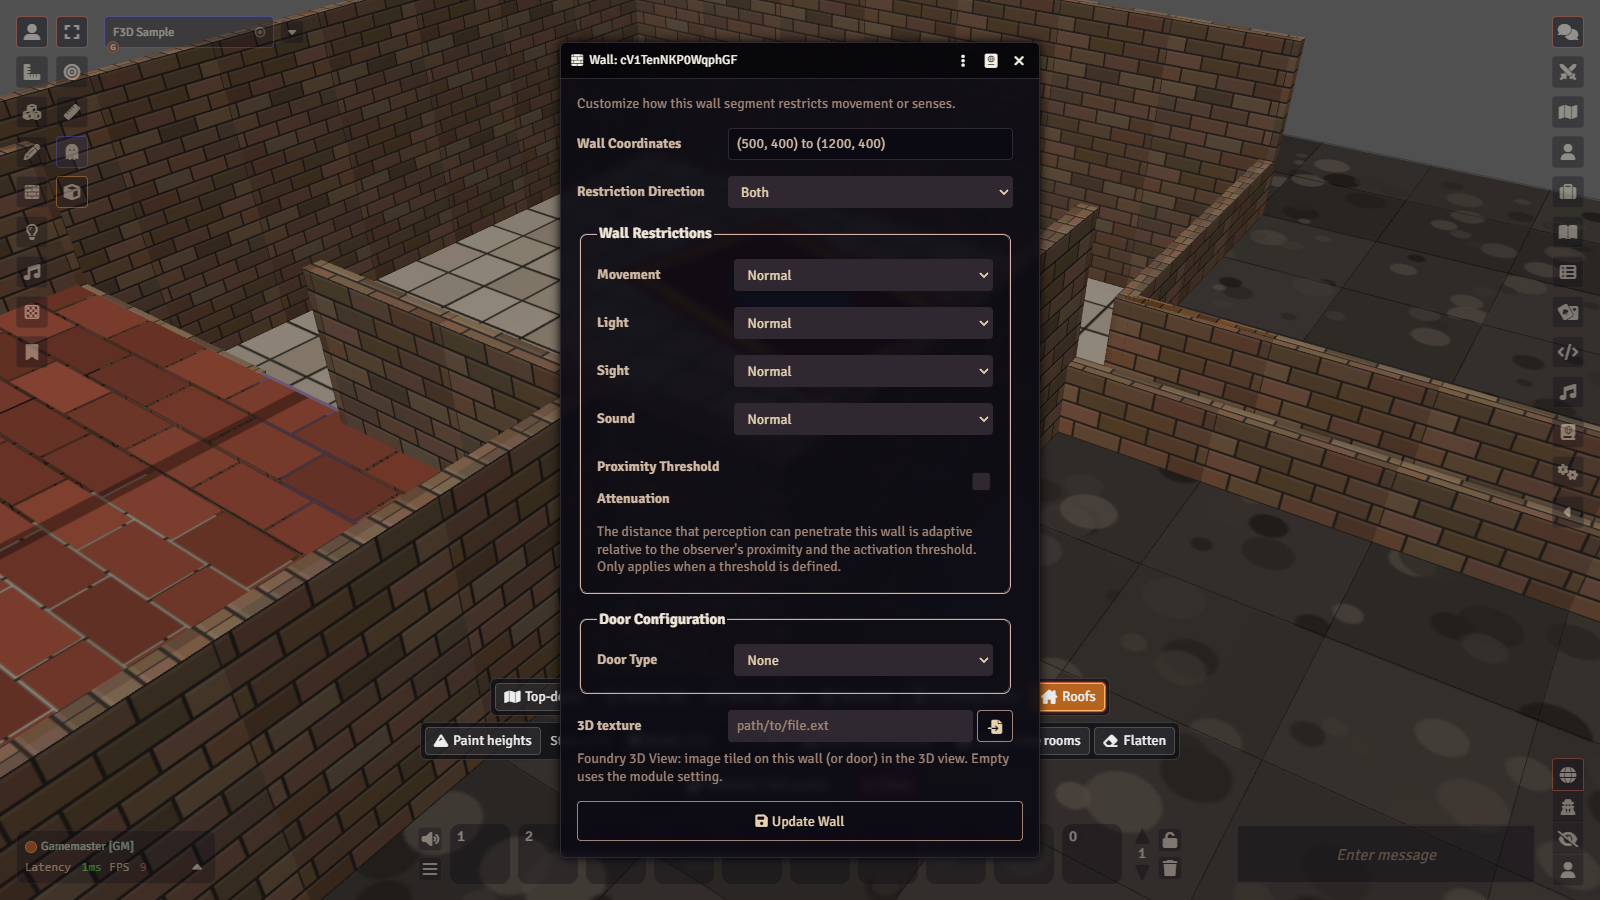 F3D Sample
G
Wall: cV1TenNKP0WqphGF
Customize how this wall segment restricts movement or senses.
Wall Coordinates
(500, 400) to (1200, 400)
Restriction Direction
Both
Wall Restrictions
Movement
Normal
Light
Normal
Sight
Normal
Sound
Normal
Proximity Threshold
Attenuation
The distance that perception can penetrate this wall is adaptive
relative to the observer's proximity and the activation threshold.
Only applies when a threshold is defined.
Door Configuration
Door Type
None
Top-d
Roofs
3D texture
path/to/file.ext
Paint heights
rooms
Flatten
Foundry 3D View: image tiled on this wall (or door) in the 3D view. Empty
uses the module setting.
Update Wall
Gamemaster [GM]
Latency 1ms FPS 9
1
2
0
1
Enter message